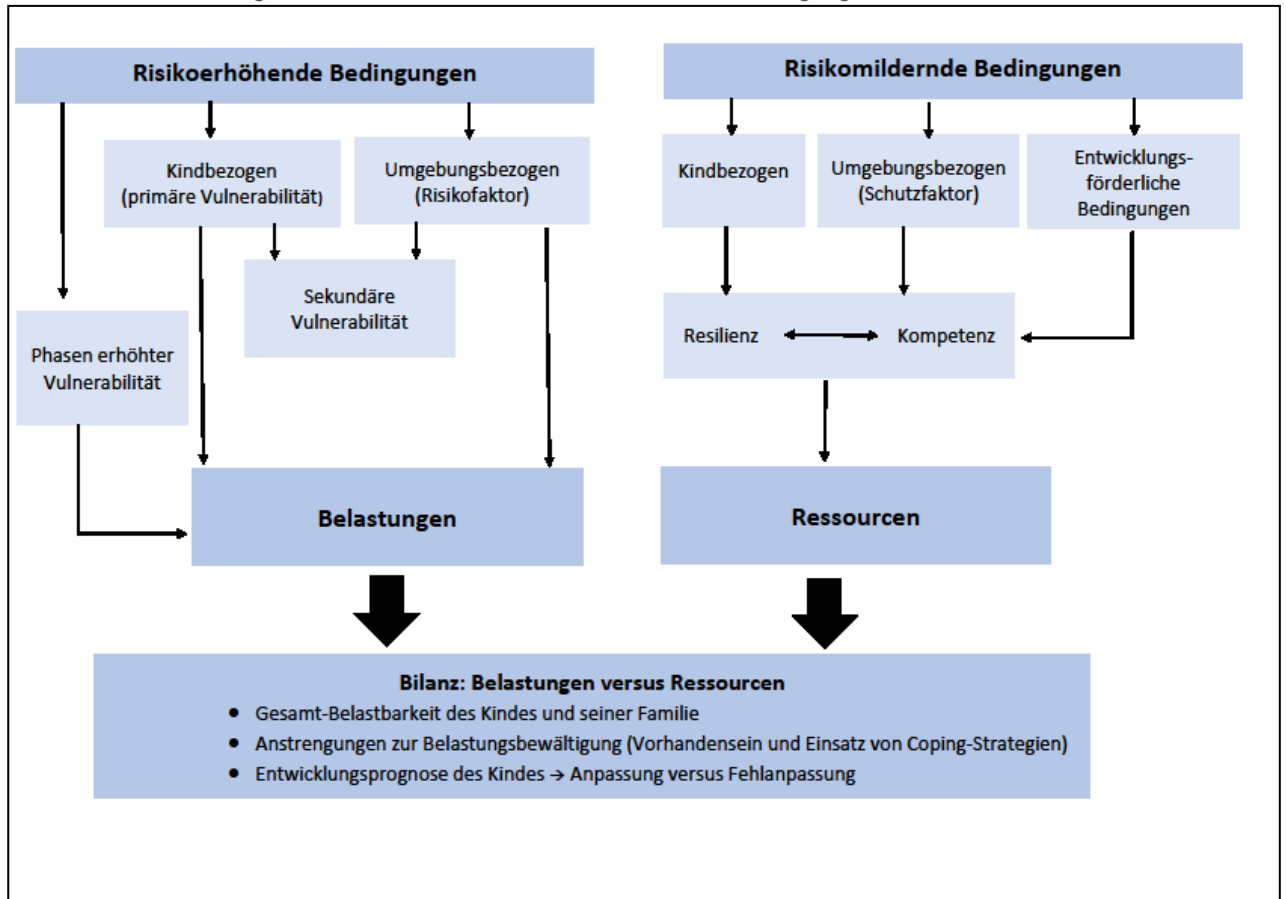 Risikoerhöhende Bedingungen
Risikomildernde Bedingungen
Kindbezogen
(primäre Vulnerabilität)
Umgebungsbezogen
(Risikofaktor)
Kindbezogen
Umgebungsbezogen
(Schutzfaktor)
Entwicklungs-
förderliche
Bedingungen
Sekundäre
Vulnerabilität
Phasen erhöhter
Vulnerabilität
Resilienz
Kompetenz
Belastungen
Ressourcen
Bilanz: Belastungen versus Ressourcen
• Gesamt-Belastbarkeit des Kindes und seiner Familie
• Anstrengungen zur Belastungsbewältigung (Vorhandensein und Einsatz von Coping-Strategien)
• Entwicklungsprognose des Kindes → Anpassung versus Fehlanpassung